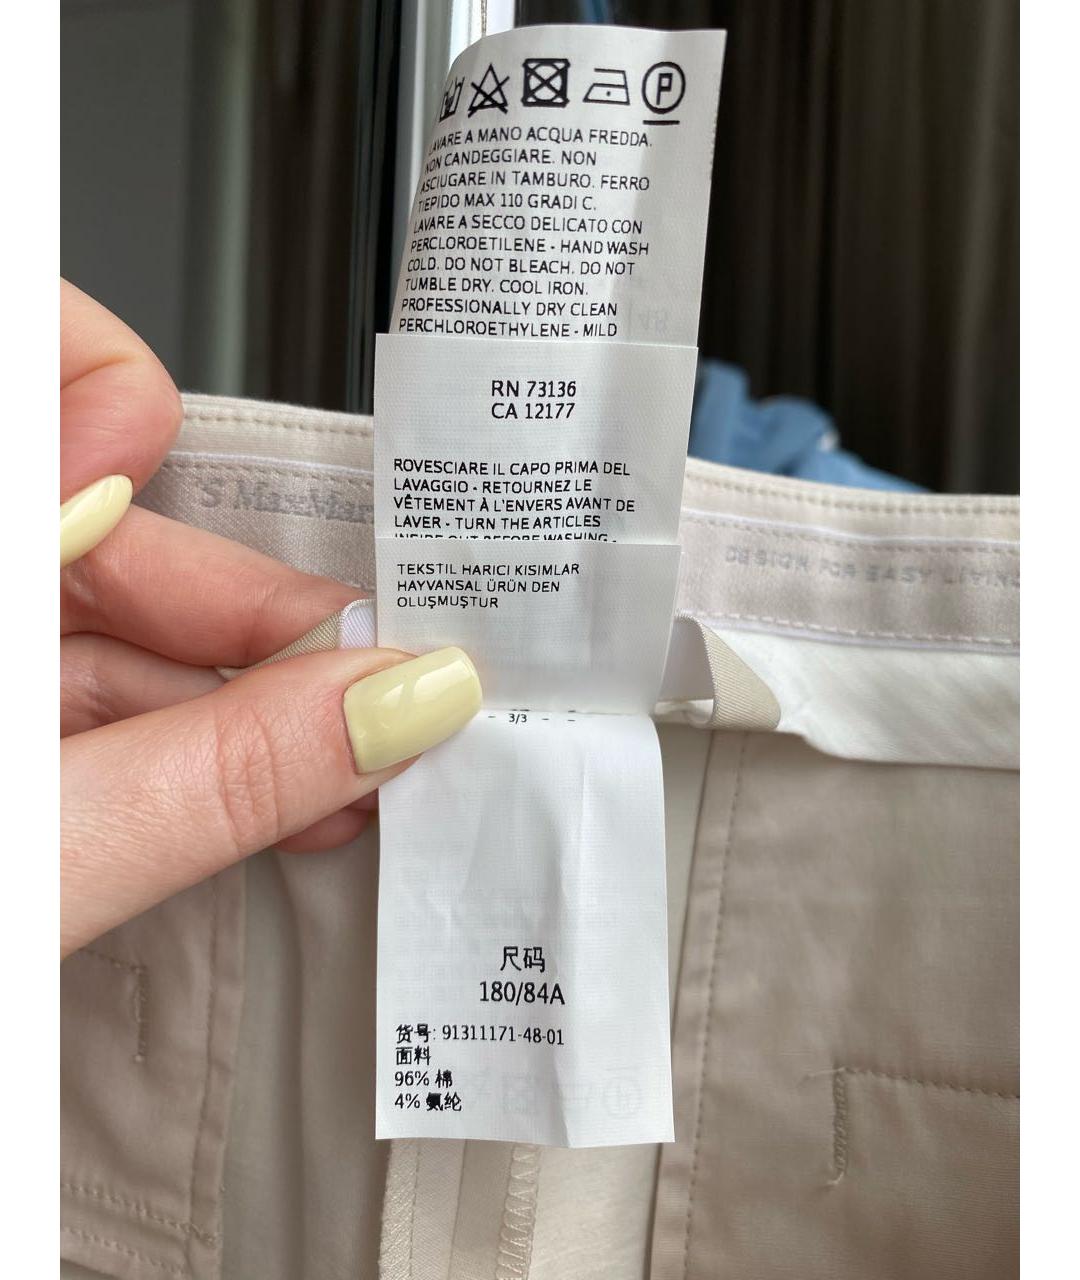 LAVARE A MANO ACQUA FREDDA.
NON CANDEGGIARE. NON
ASCIUGARE IN TAMBURO. FERRO
TIEPIDO MAX 110 GRADI C.
LAVARE A SECCO DELICATO CON
PERCLOROETILENE - HAND WASH
COLD. DO NOT BLEACH. DO NOT
TUMBLE DRY. COOL IRON.
PROFESSIONALLY DRY CLEAN
PERCHLOROETHYLENE - MILD
RN 73136
CA 12177
ROVESCIARE IL CAPO PRIMA DEL
LAVAGGIO - RETOURNEZ LE
VÊTEMENT À L'ENVERS AVANT DE
LAVER - TURN THE ARTICLES
INSIDE OUT BEFORE WASHING -
'S MaxMara
DESIGN FOR EASY LIVING
TEKSTIL HARICI KISIMLAR
HAYVANSAL ÜRÜN DEN
OLUŞMUŞTUR
- 3/3 - -
尺码
180/84A
货号: 91311171-48-01
面料
96% 棉
4% 氨纶